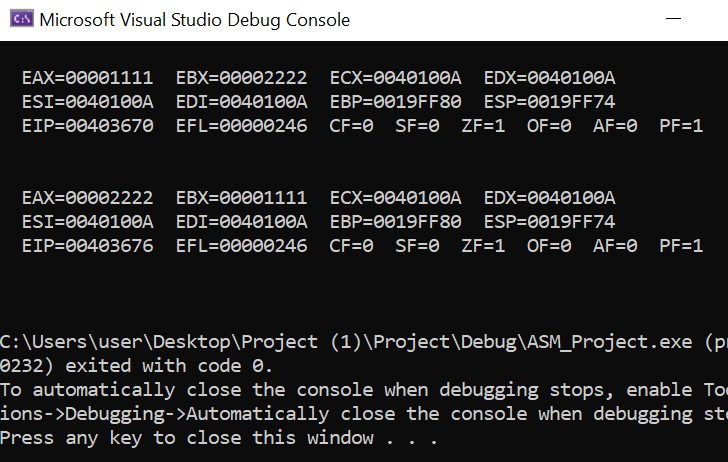 C:\ Microsoft Visual Studio Debug Console
EAX=00001111 EBX=00002222 ECX=0040100A EDX=0040100A
ESI=0040100A EDI=0040100A EBP=0019FF80 ESP=0019FF74
EIP=00403670 EFL=00000246 CF=0 SF=0 ZF=1 OF=0 AF=0 PF=1
EAX=00002222 EBX=00001111 ECX=0040100A EDX=0040100A
ESI=0040100A EDI=0040100A EBP=0019FF80 ESP=0019FF74
EIP=00403676 EFL=00000246 CF=0 SF=0 ZF=1 OF=0 AF=0 PF=1
C:\Users\user\Desktop\Project (1)\Project\Debug\ASM_Project.exe (pr
0232) exited with code 0.
To automatically close the console when debugging stops, enable Too
ions->Debugging->Automatically close the console when debugging sto
Press any key to close this window . . .